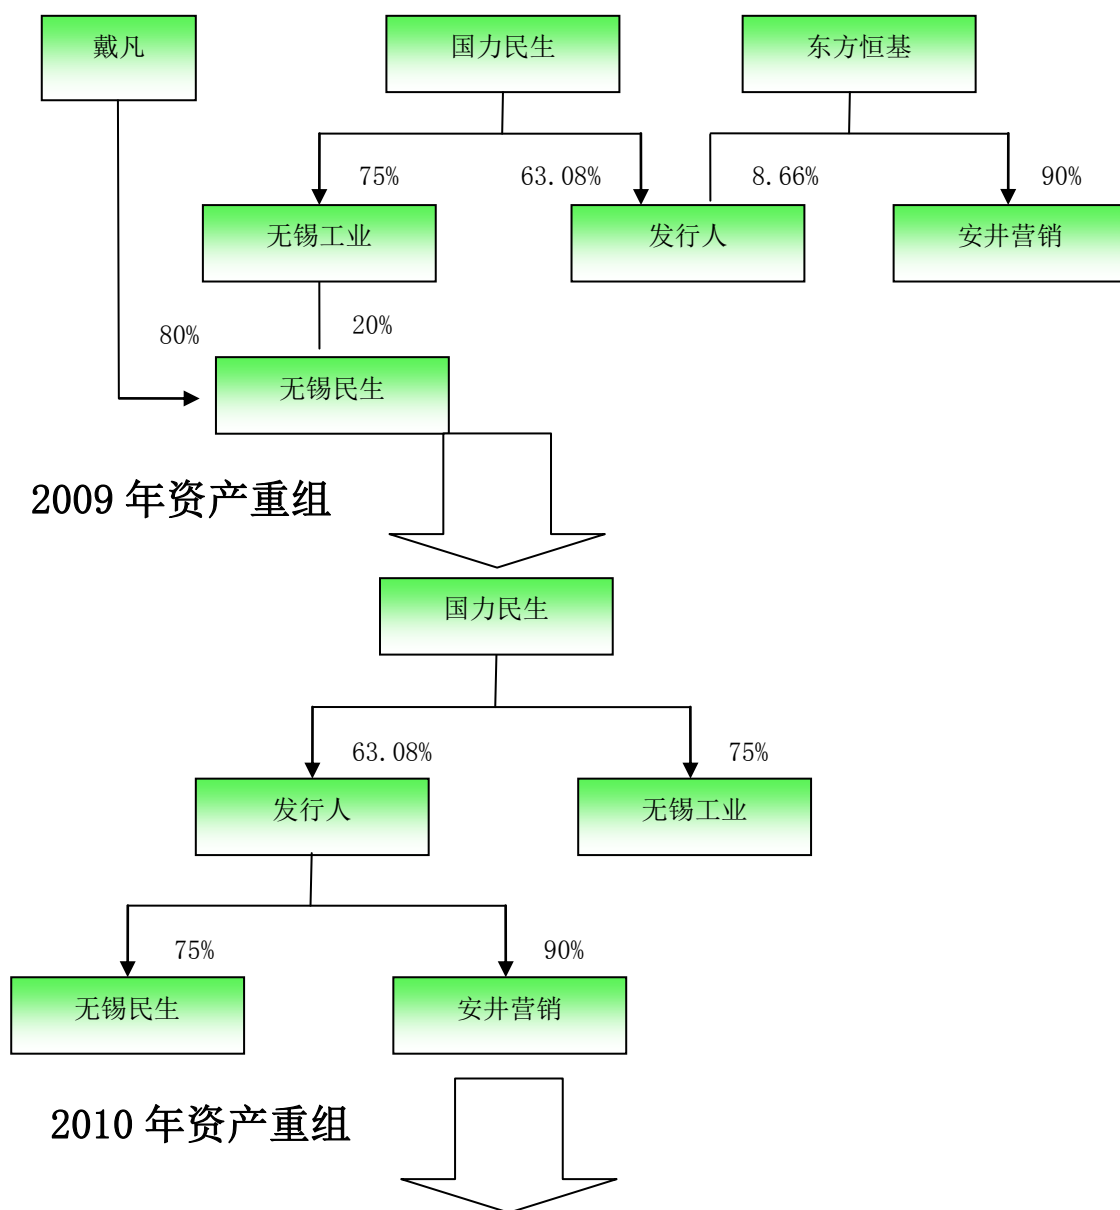 戴凡
国力民生
东方恒基
75%
63.08%
8.66%
90%
无锡工业
发行人
安井营销
80%
20%
无锡民生
2009 年资产重组
国力民生
63.08%
75%
发行人
无锡工业
75%
90%
无锡民生
安井营销
2010 年资产重组